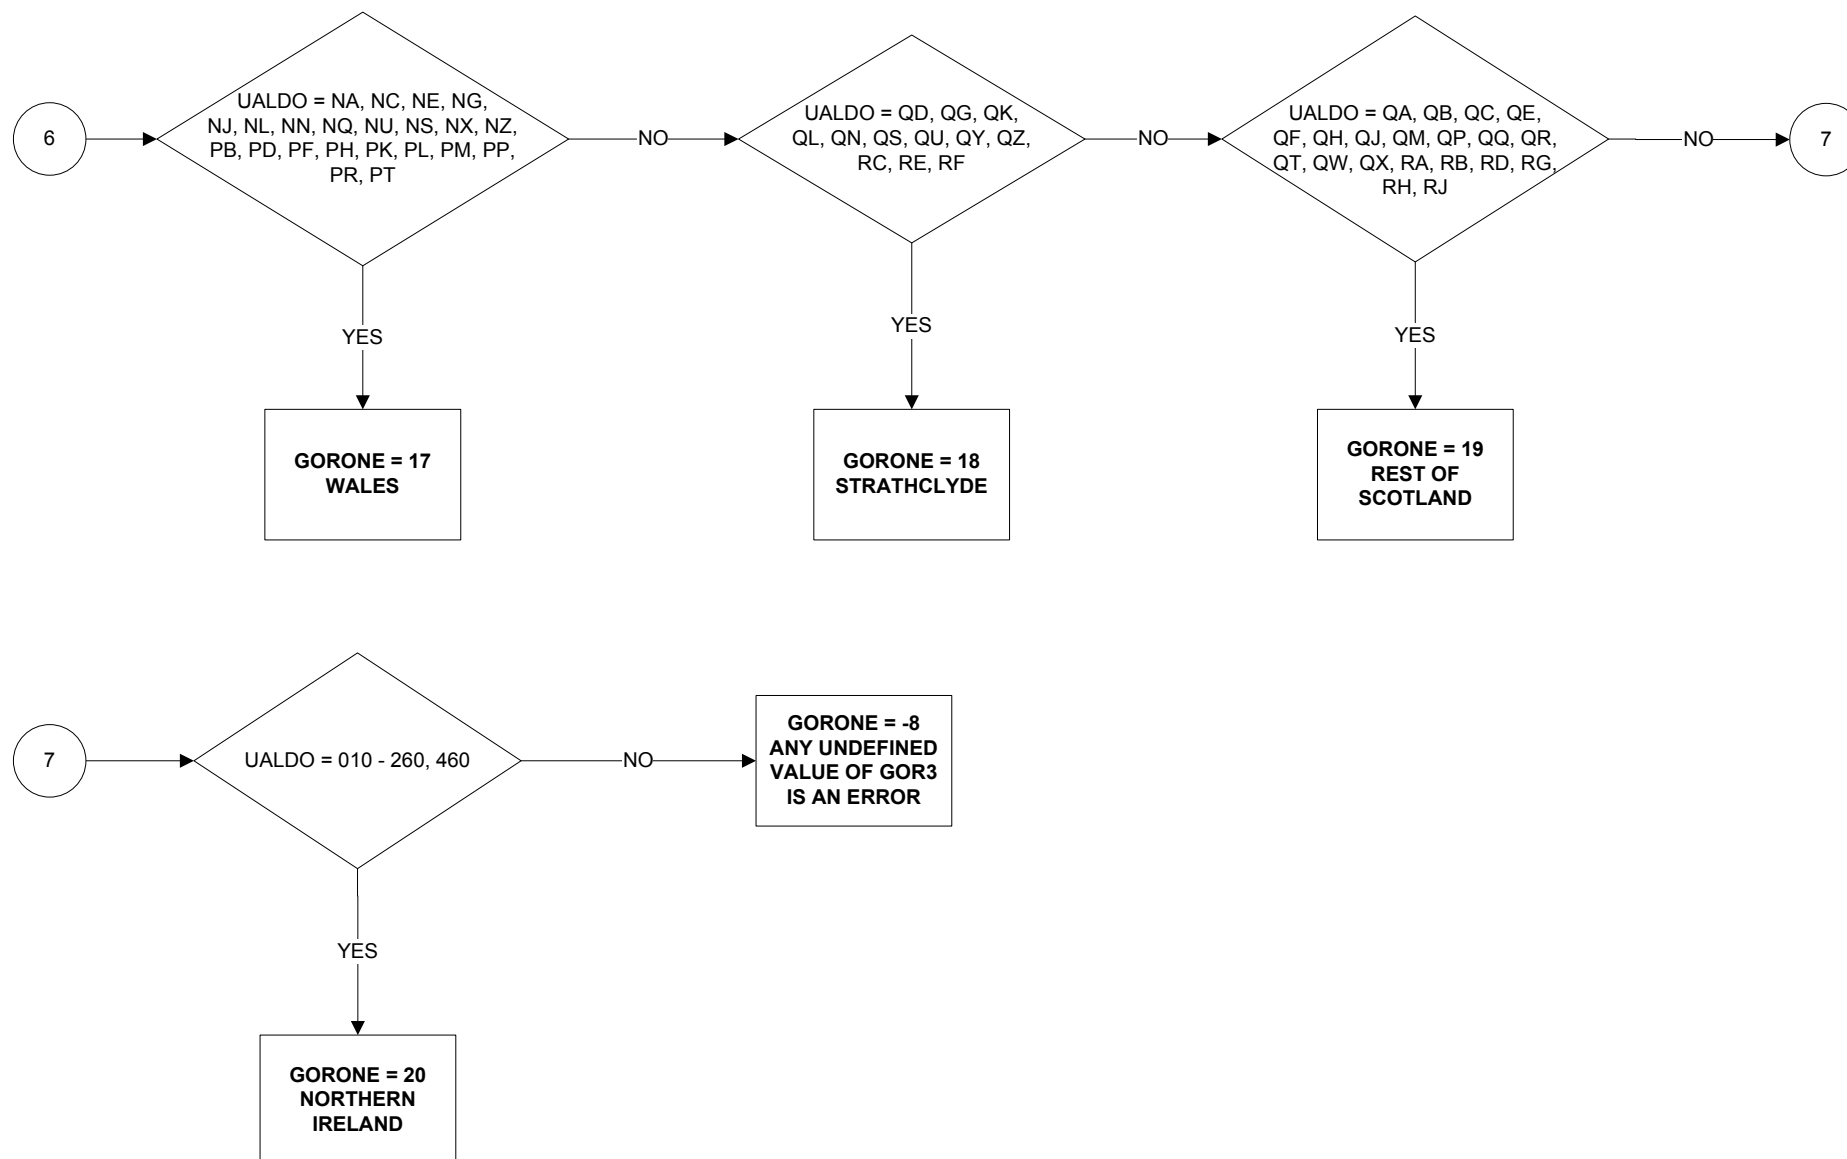 6
UALDO = NA, NC, NE, NG,
NJ, NL, NN, NQ, NU, NS, NX, NZ,
PB, PD, PF, PH, PK, PL, PM, PP,
PR, PT
NO
UALDO = QD, QG, QK,
QL, QN, QS, QU, QY, QZ,
RC, RE, RF
NO
UALDO = QA, QB, QC, QE,
QF, QH, QJ, QM, QP, QQ, QR,
QT, QW, QX, RA, RB, RD, RG,
RH, RJ
NO
7
YES
YES
YES
GORONE = 17
WALES
GORONE = 18
STRATHCLYDE
GORONE = 19
REST OF
SCOTLAND
7
UALDO = 010 - 260, 460
NO
GORONE = -8
ANY UNDEFINED
VALUE OF GOR3
IS AN ERROR
YES
GORONE = 20
NORTHERN
IRELAND